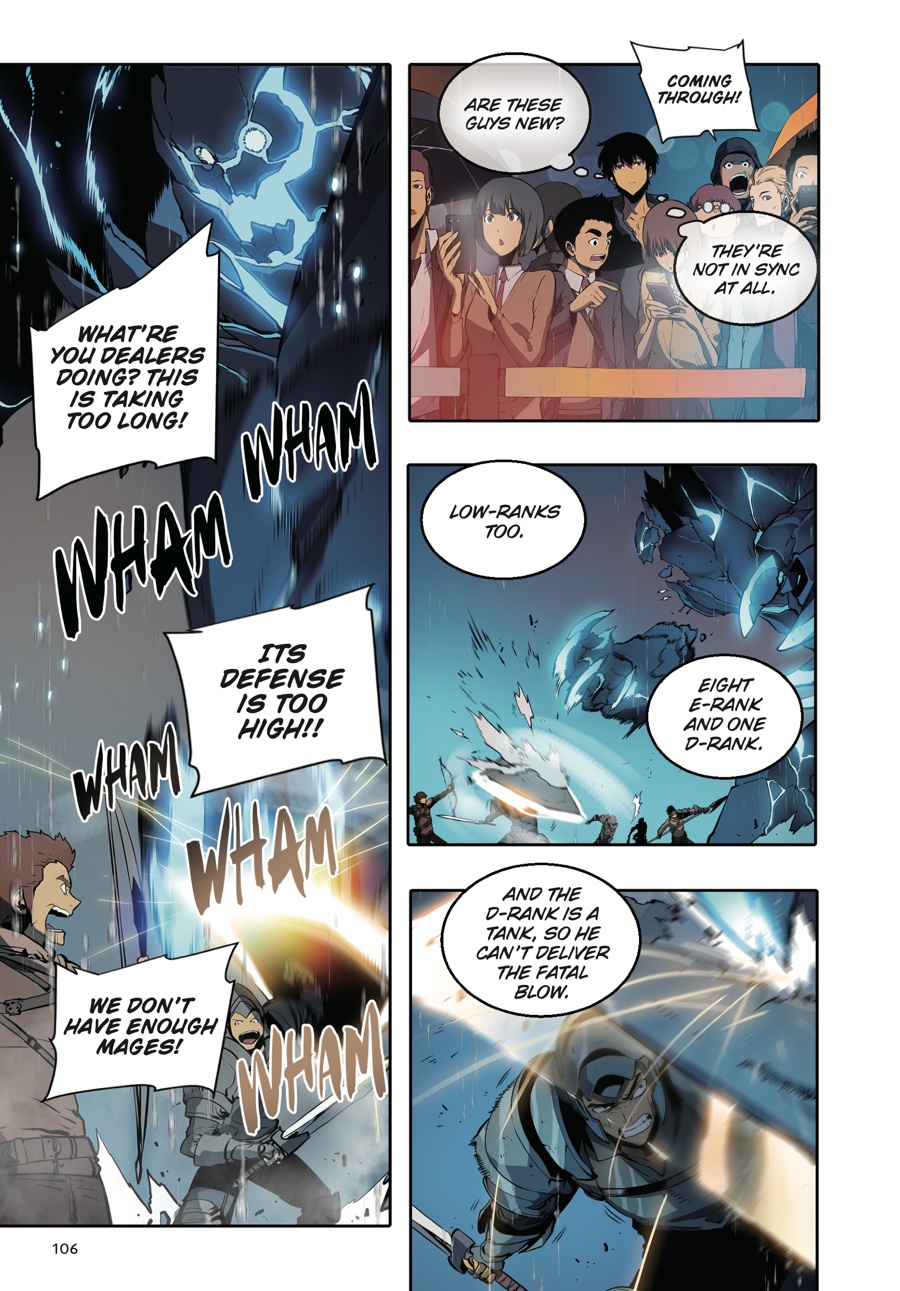 WHAT'RE
YOU DEALERS
DOING? THIS
IS TAKING
TOO LONG!
WHAM
WHAM
ITS
DEFENSE
IS TOO
HIGH!!
WHAM
WHAM
WE DON'T
HAVE ENOUGH
MAGES!
WHAM
COMING
THROUGH!
ARE THESE
GUYS NEW?
THEY'RE
NOT IN SYNC
AT ALL.
LOW-RANKS
TOO.
EIGHT
E-RANK
AND ONE
D-RANK.
AND THE
D-RANK IS A
TANK, SO HE
CAN'T DELIVER
THE FATAL
BLOW.
106